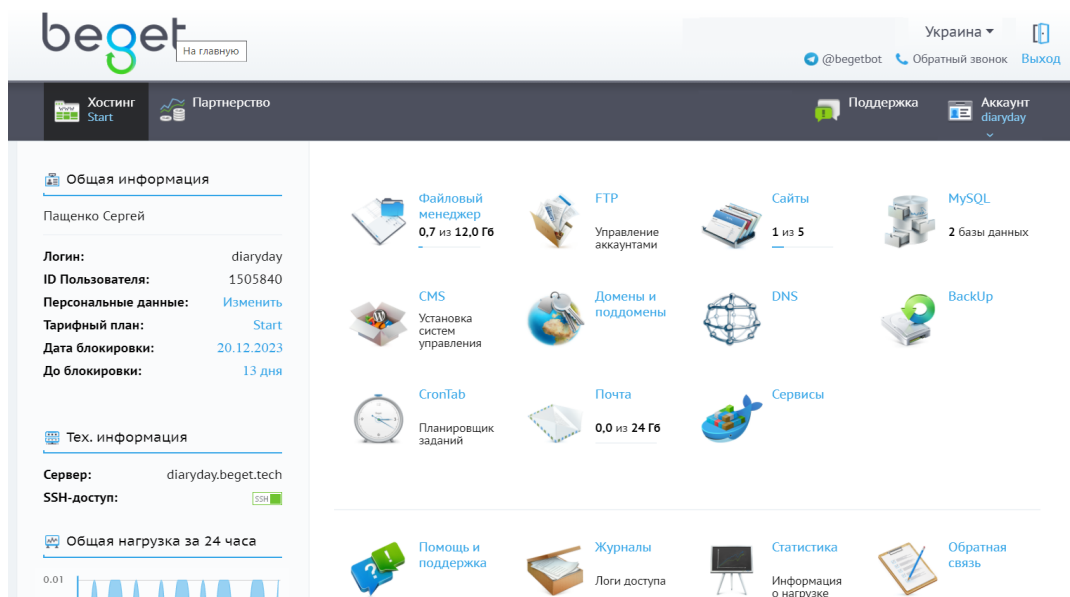 beget
На главную
Украина
@begetbot
Обратный звонок
Выход
Хостинг
Start
Партнерство
Поддержка
Аккаунт
diaryday
Общая информация
Пащенко Сергей
Логин: diaryday
ID Пользователя: 1505840
Персональные данные: Изменить
Тарифный план: Start
Дата блокировки: 20.12.2023
До блокировки: 13 дня
Тех. информация
Сервер: diaryday.beget.tech
SSH-доступ: SSH
Общая нагрузка за 24 часа
0.01
Файловый
менеджер
0,7 из 12,0 Гб
FTP
Управление
аккаунтами
Сайты
1 из 5
MySQL
2 базы данных
CMS
Установка
систем
управления
Домены и
поддомены
DNS
BackUp
CronTab
Планировщик
заданий
Почта
0,0 из 24 Гб
Сервисы
Помощь и
поддержка
Журналы
Логи доступа
Статистика
Информация
о нагрузке
Обратная
связь